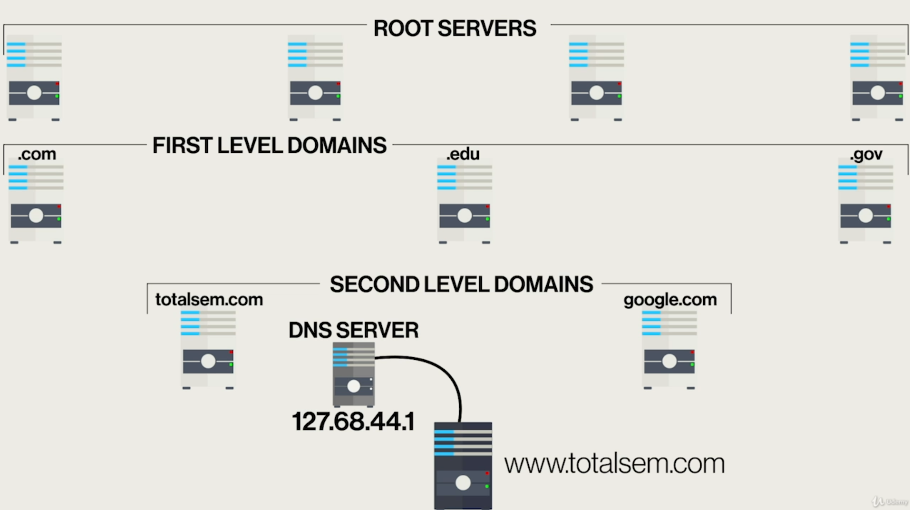 ROOT SERVERS
FIRST LEVEL DOMAINS
.com
.edu
.gov
SECOND LEVEL DOMAINS
totalsem.com
google.com
DNS SERVER
127.68.44.1
www.totalsem.com
Udemy